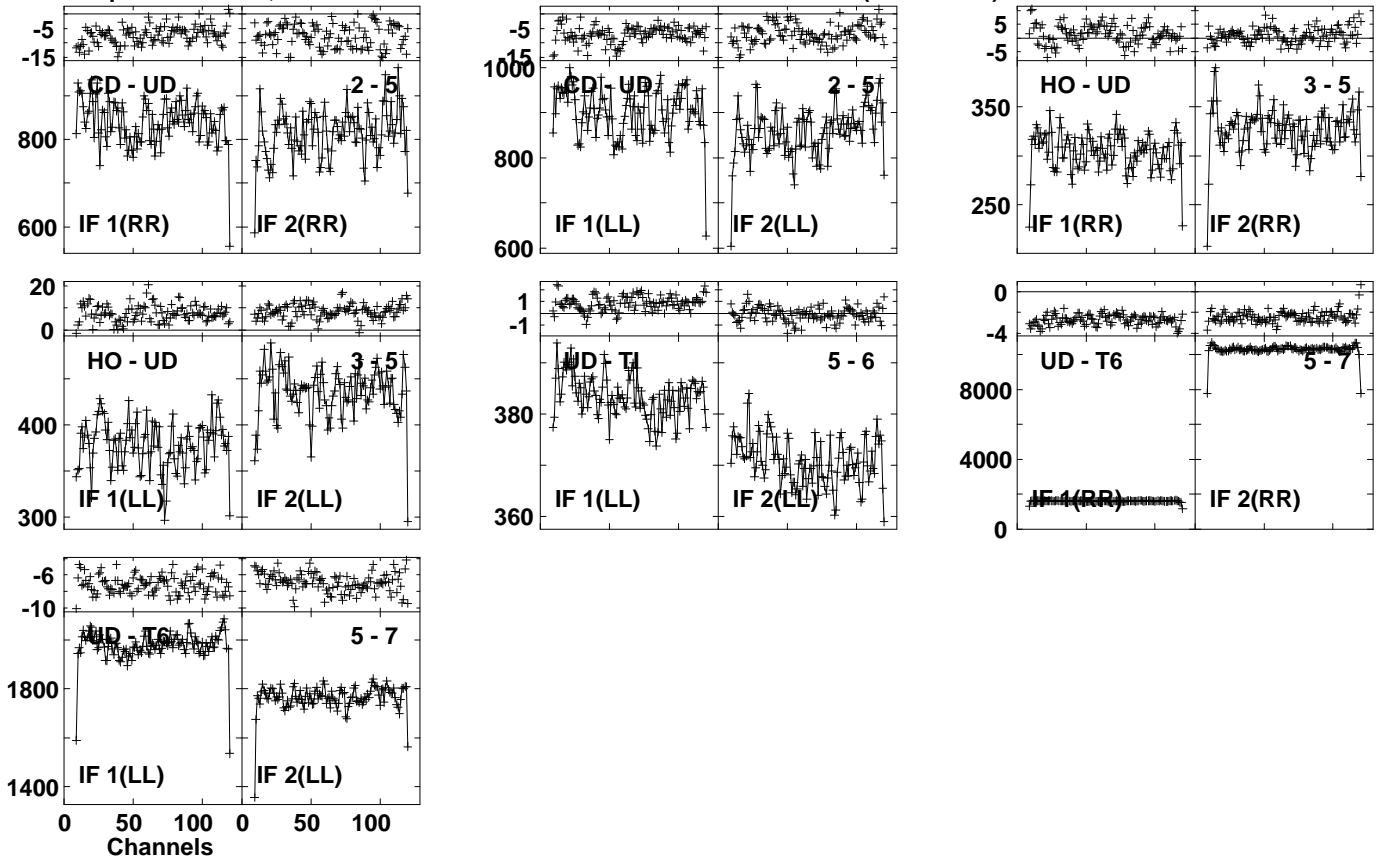 -5
-15
CD - UD 2 - 5
800
600
IF 1(RR) IF 2(RR)
-5
-15
1000
CD - UD 2 - 5
800
600
IF 1(LL) IF 2(LL)
5
-5
HO - UD 3 - 5
350
250
IF 1(RR) IF 2(RR)
20
0
HO - UD 3 - 5
400
300
IF 1(LL) IF 2(LL)
1
-1
UD - TI 5 - 6
380
360
IF 1(LL) IF 2(LL)
0
-4
UD - T6 5 - 7
8000
4000
0
IF 1(RR) IF 2(RR)
-6
-10
UD - T6 5 - 7
1800
1400
IF 1(LL) IF 2(LL)
0 50 100 0 50 100
Channels